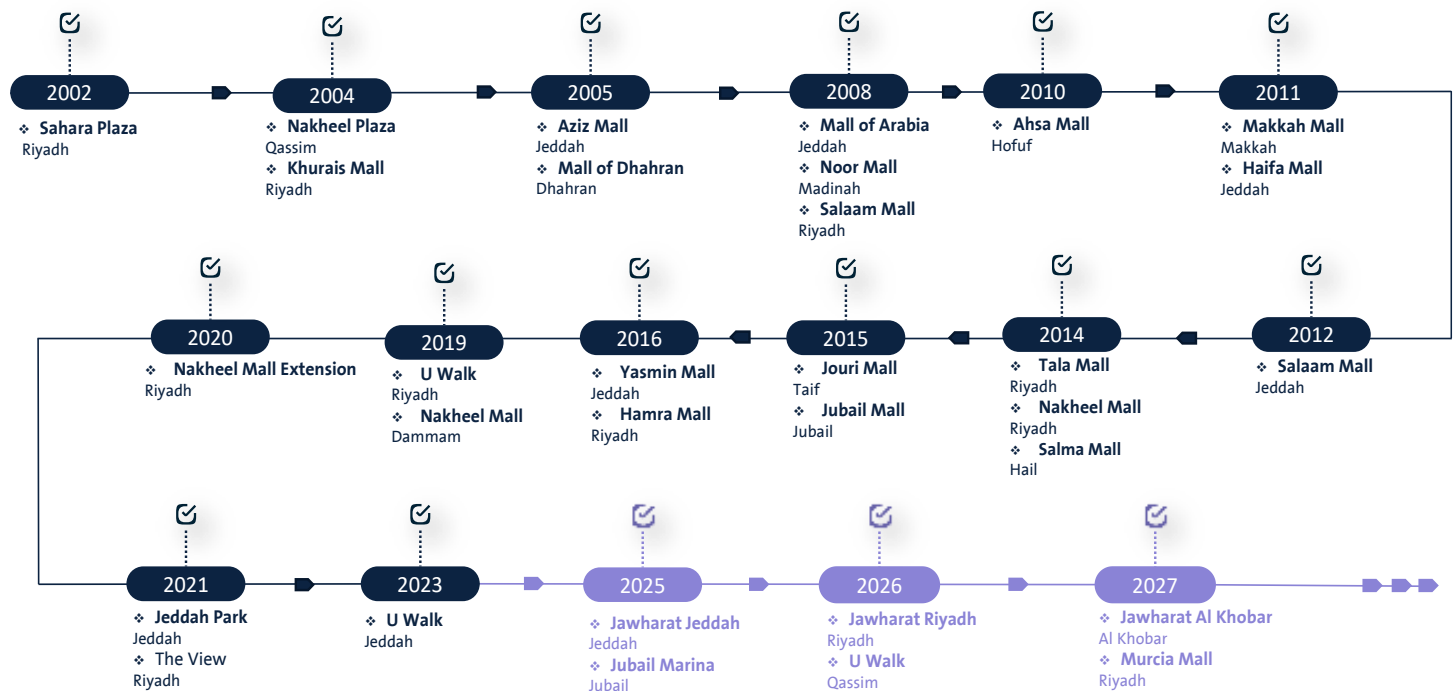 2002
❖ Sahara Plaza
Riyadh
2004
❖ Nakheel Plaza
Qassim
❖ Khurais Mall
Riyadh
2005
❖ Aziz Mall
Jeddah
❖ Mall of Dhahran
Dhahran
2008
❖ Mall of Arabia
Jeddah
❖ Noor Mall
Madinah
❖ Salaam Mall
Riyadh
2010
❖ Ahsa Mall
Hofuf
2011
❖ Makkah Mall
Makkah
❖ Haifa Mall
Jeddah
2012
❖ Salaam Mall
Jeddah
2014
❖ Tala Mall
Riyadh
❖ Nakheel Mall
Riyadh
❖ Salma Mall
Hail
2015
❖ Jouri Mall
Taif
❖ Jubail Mall
Jubail
2016
❖ Yasmin Mall
Jeddah
❖ Hamra Mall
Riyadh
2019
❖ U Walk
Riyadh
❖ Nakheel Mall
Dammam
2020
❖ Nakheel Mall Extension
Riyadh
2021
❖ Jeddah Park
Jeddah
❖ The View
Riyadh
2023
❖ U Walk
Jeddah
2025
❖ Jawharat Jeddah
Jeddah
❖ Jubail Marina
Jubail
2026
❖ Jawharat Riyadh
Riyadh
❖ U Walk
Qassim
2027
❖ Jawharat Al Khobar
Al Khobar
❖ Murcia Mall
Riyadh